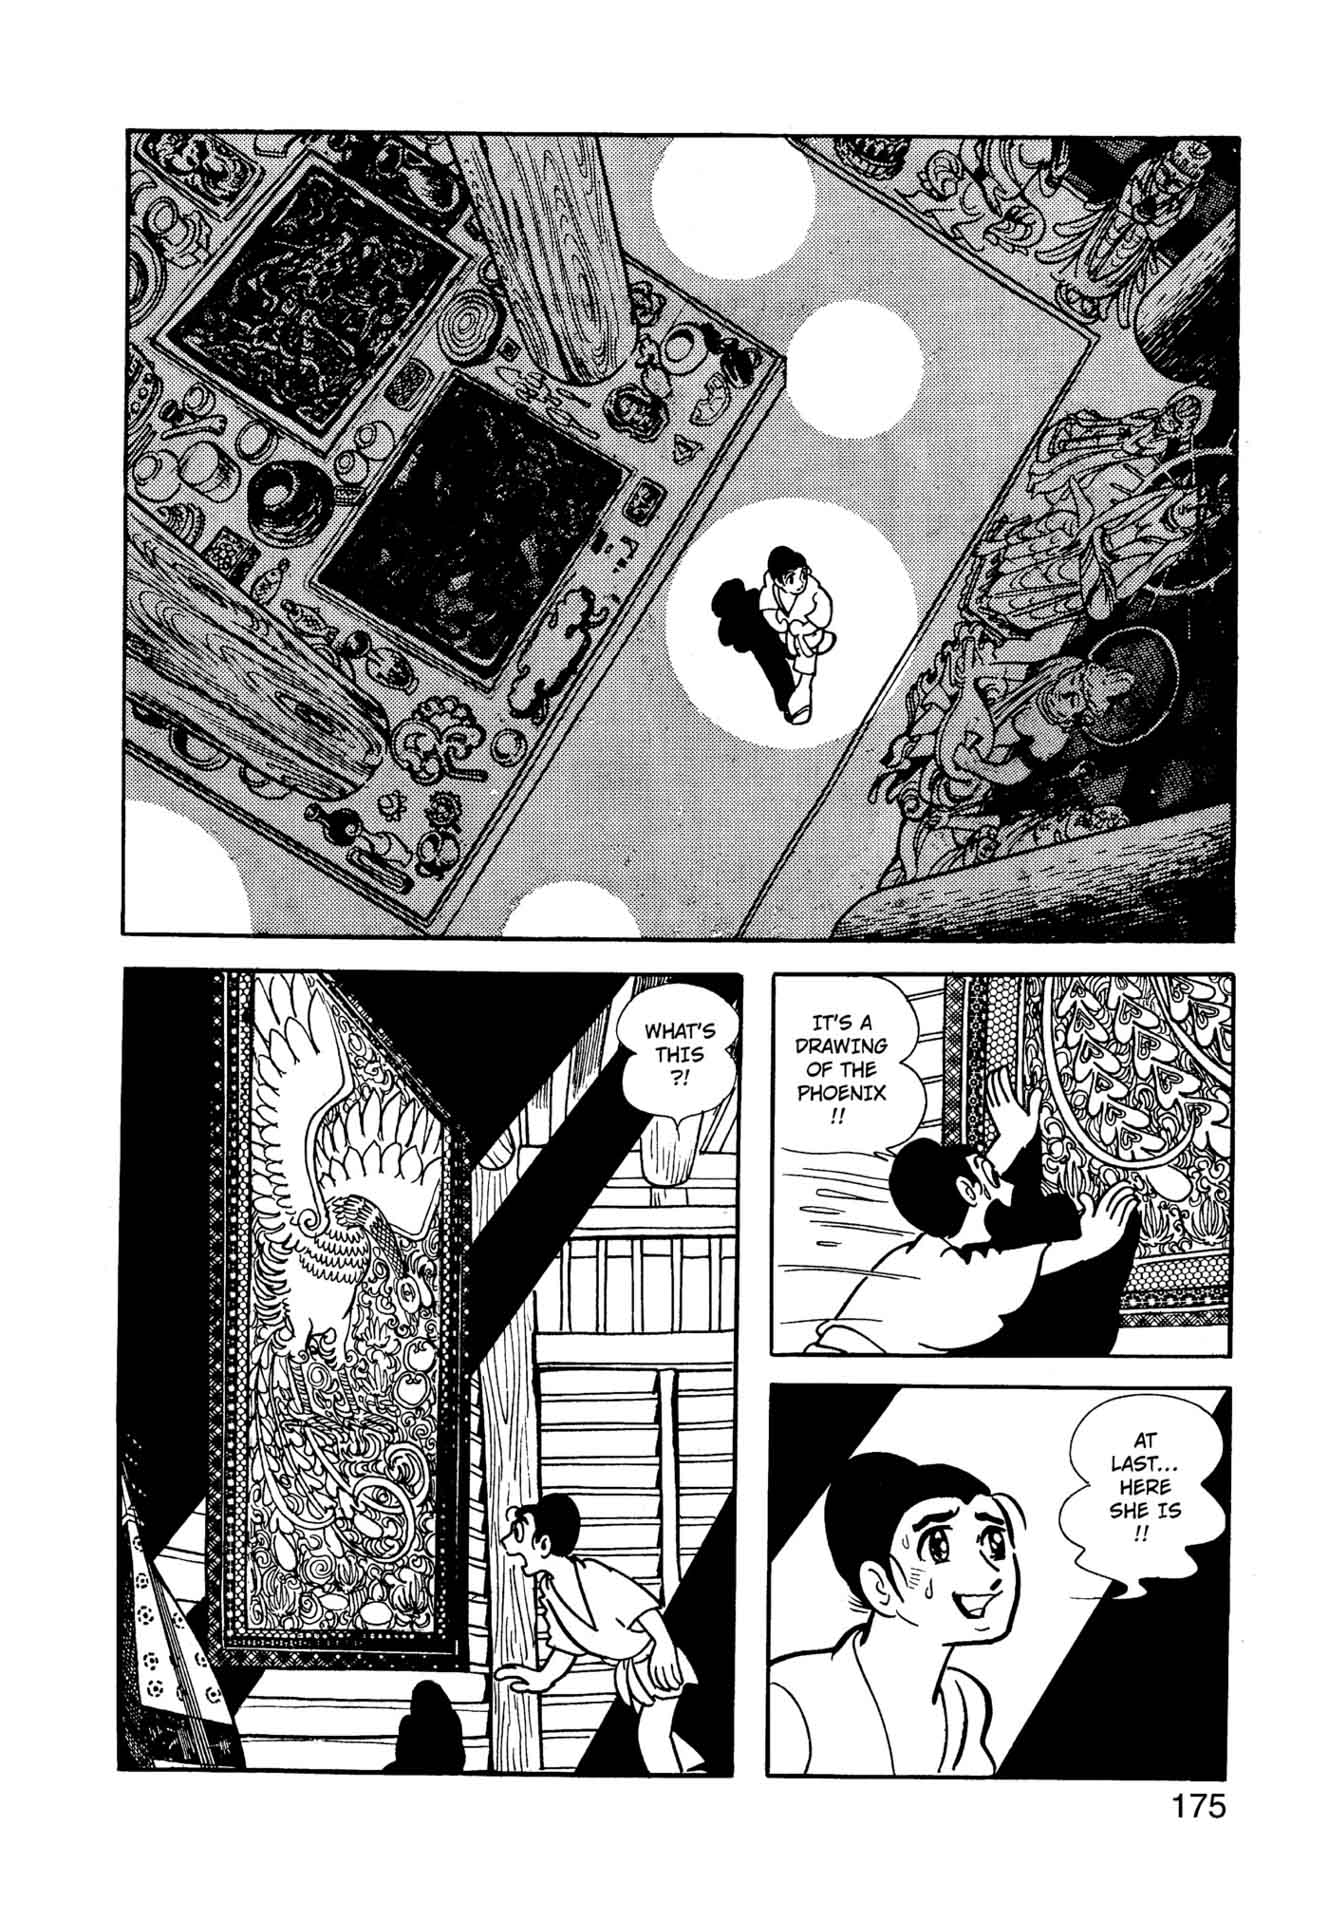 WHAT'S
THIS
?!
IT'S A
DRAWING
OF THE
PHOENIX
!!
AT
LAST...
HERE
SHE IS
!!
175